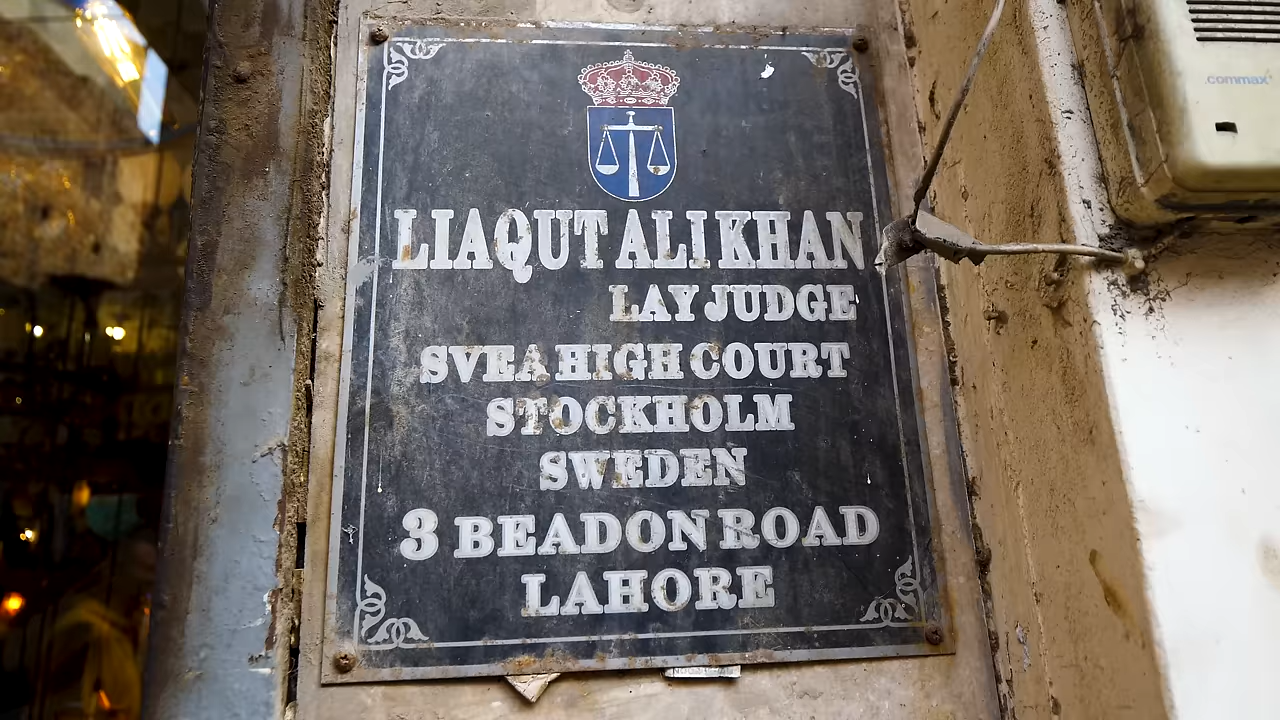 LIAQUT ALI KHAN
LAY JUDGE
SVEA HIGH COURT
STOCKHOLM
SWEDEN
3 BEADON ROAD
LAHORE
commax